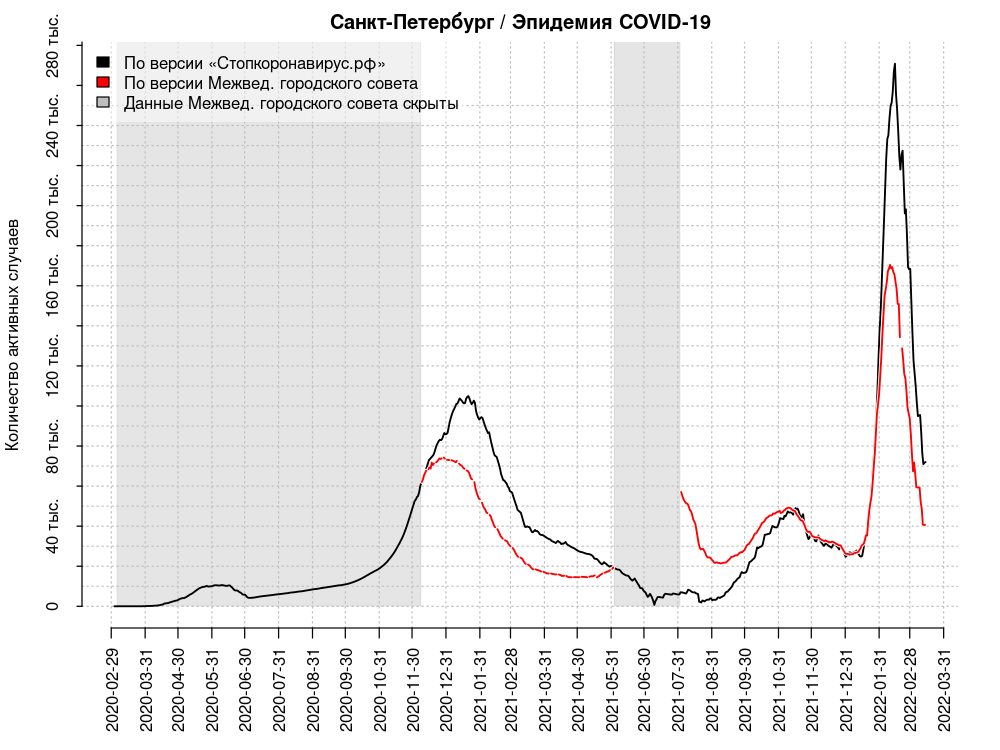 Санкт-Петербург / Эпидемия COVID-19
По версии «Стопкоронавирус.рф»
По версии Межвед. городского совета
Данные Межвед. городского совета скрыты
Количество активных случаев
280 тыс.
240 тыс.
200 тыс.
160 тыс.
120 тыс.
80 тыс.
40 тыс.
0
2020-02-29
2020-03-31
2020-04-30
2020-05-31
2020-06-30
2020-07-31
2020-08-31
2020-09-30
2020-10-31
2020-11-30
2020-12-31
2021-01-31
2021-02-28
2021-03-31
2021-04-30
2021-05-31
2021-06-30
2021-07-31
2021-08-31
2021-09-30
2021-10-31
2021-11-30
2021-12-31
2022-01-31
2022-02-28
2022-03-31